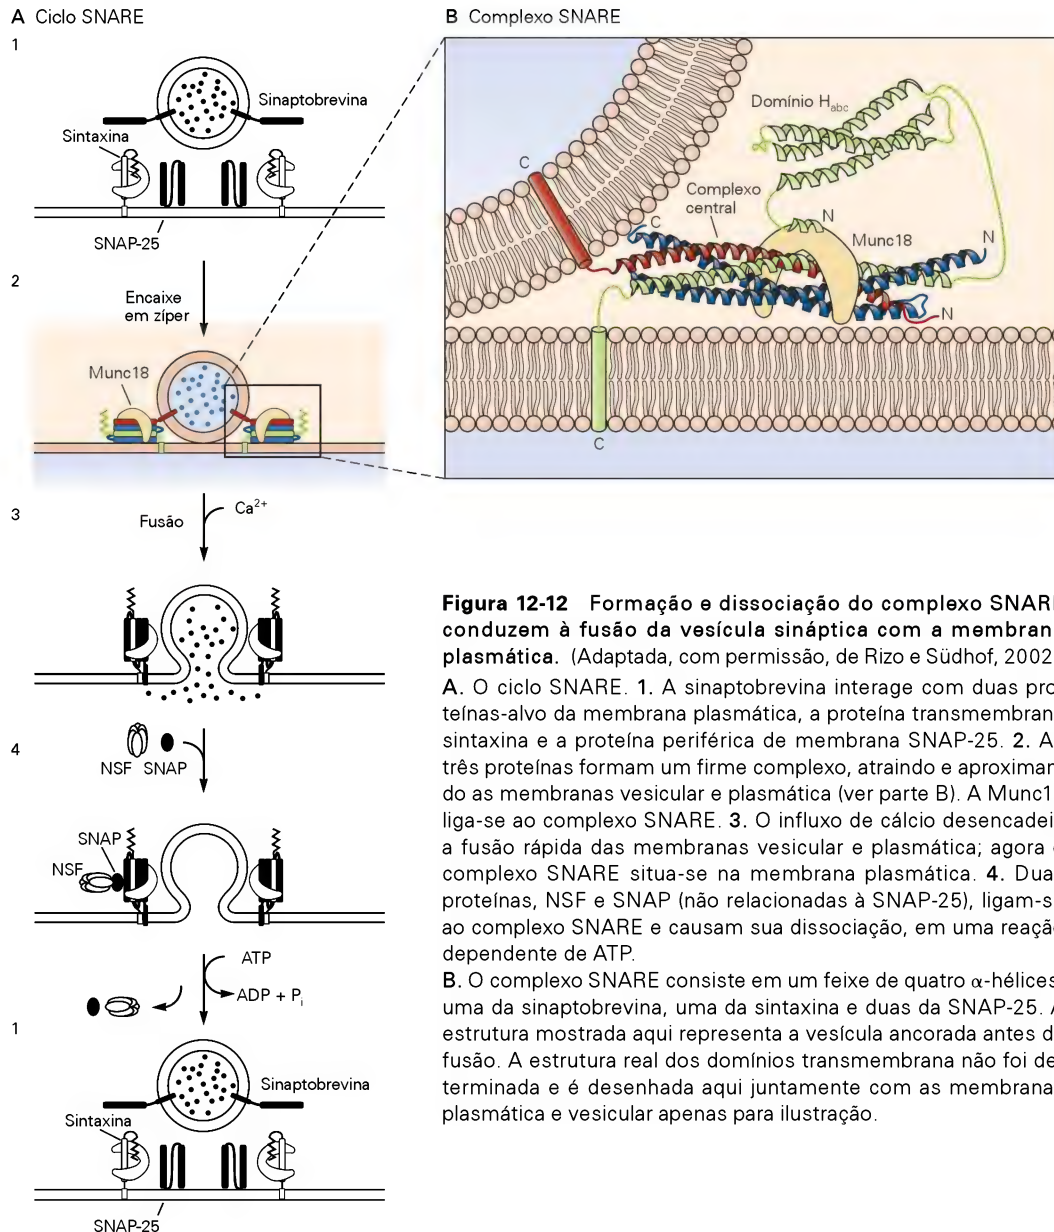 A Ciclo SNARE
1
Sinaptobrevina
Sintaxina
SNAP-25
2
Encaixe
em zíper
Munc18
3
Fusão
Ca2+
4
NSF SNAP
SNAP
NSF
ATP
ADP + Pi
1
Sinaptobrevina
Sintaxina
SNAP-25
B Complexo SNARE
Domínio Habc
C
Complexo
central
C
N
Munc18
N
N
C
Figura 12-12 Formação e dissociação do complexo SNARE
conduzem à fusão da vesícula sináptica com a membran
plasmática. (Adaptada, com permissão, de Rizo e Südhof, 2002
A. O ciclo SNARE. 1. A sinaptobrevina interage com duas pro
teínas-alvo da membrana plasmática, a proteína transmembran
sintaxina e a proteína periférica de membrana SNAP-25. 2. A
três proteínas formam um firme complexo, atraindo e aproximan
do as membranas vesicular e plasmática (ver parte B). A Munc1
liga-se ao complexo SNARE. 3. O influxo de cálcio desencadei
a fusão rápida das membranas vesicular e plasmática; agora
complexo SNARE situa-se na membrana plasmática. 4. Dua
proteínas, NSF e SNAP (não relacionadas à SNAP-25), ligam-s
ao complexo SNARE e causam sua dissociação, em uma reação
dependente de ATP.
B. O complexo SNARE consiste em um feixe de quatro α-hélices
uma da sinaptobrevina, uma da sintaxina e duas da SNAP-25. A
estrutura mostrada aqui representa a vesícula ancorada antes d
fusão. A estrutura real dos domínios transmembrana não foi de
terminada e é desenhada aqui juntamente com as membrana
plasmática e vesicular apenas para ilustração.